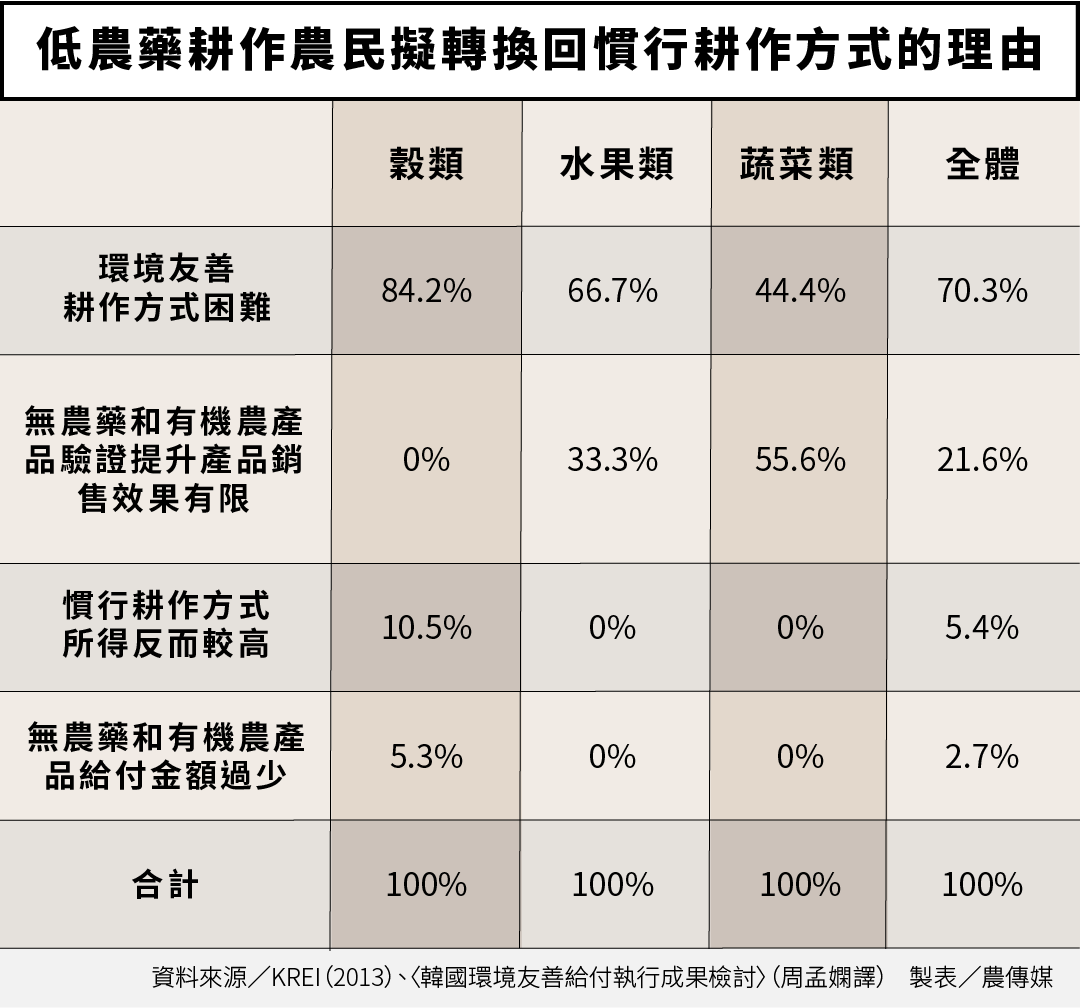 低農藥耕作農民擬轉換回慣行耕作方式的理由
穀類 水果類 蔬菜類 全體
環境友善
耕作方式困難
84.2% 66.7% 44.4% 70.3%
無農藥和有機農產
品驗證提升產品銷
售效果有限
0% 33.3% 55.6% 21.6%
慣行耕作方式
所得反而較高
10.5% 0% 0% 5.4%
無農藥和有機農產
品給付金額過少
5.3% 0% 0% 2.7%
合計 100% 100% 100% 100%
資料來源／KREI（2013）、〈韓國環境友善給付執行成果檢討〉（周孟嫻譯） 製表／農傳媒